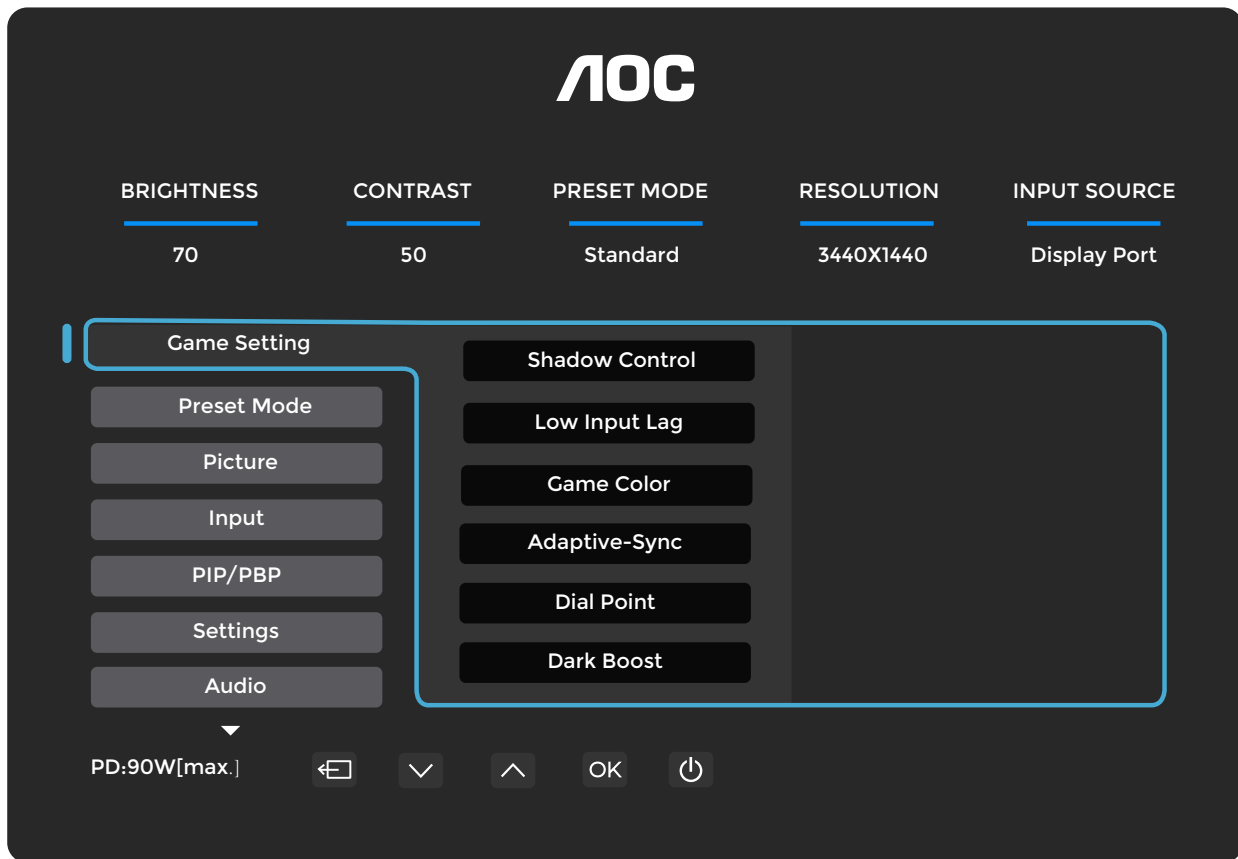 AOC
BRIGHTNESS CONTRAST PRESET MODE RESOLUTION INPUT SOURCE
70 50 Standard 3440X1440 Display Port
Game Setting
Preset Mode
Picture
Input
PIP/PBP
Settings
Audio
Shadow Control
Low Input Lag
Game Color
Adaptive-Sync
Dial Point
Dark Boost
PD:90W[max.]
OK